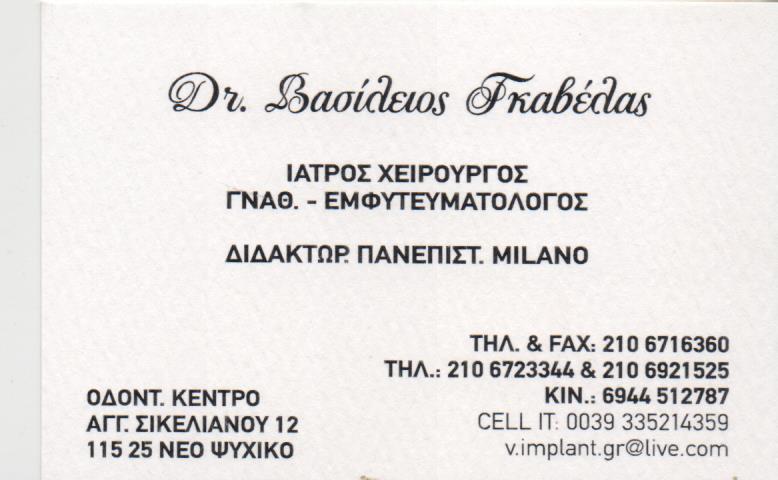 Dr. Βασίλειος Γκαβέλας
ΙΑΤΡΟΣ ΧΕΙΡΟΥΡΓΟΣ
ΓΝΑΘ. - ΕΜΦΥΤΕΥΜΑΤΟΛΟΓΟΣ
ΔΙΔΑΚΤΩΡ. ΠΑΝΕΠΙΣΤ. MILANO
ΟΔΟΝΤ. ΚΕΝΤΡΟ
ΑΓΓ. ΣΙΚΕΛΙΑΝΟΥ 12
115 25 ΝΕΟ ΨΥΧΙΚΟ
ΤΗΛ. & FAX: 210 6716360
ΤΗΛ.: 210 6723344 & 210 6921525
ΚΙΝ.: 6944 512787
CELL IT: 0039 335214359
v.implant.gr@live.com